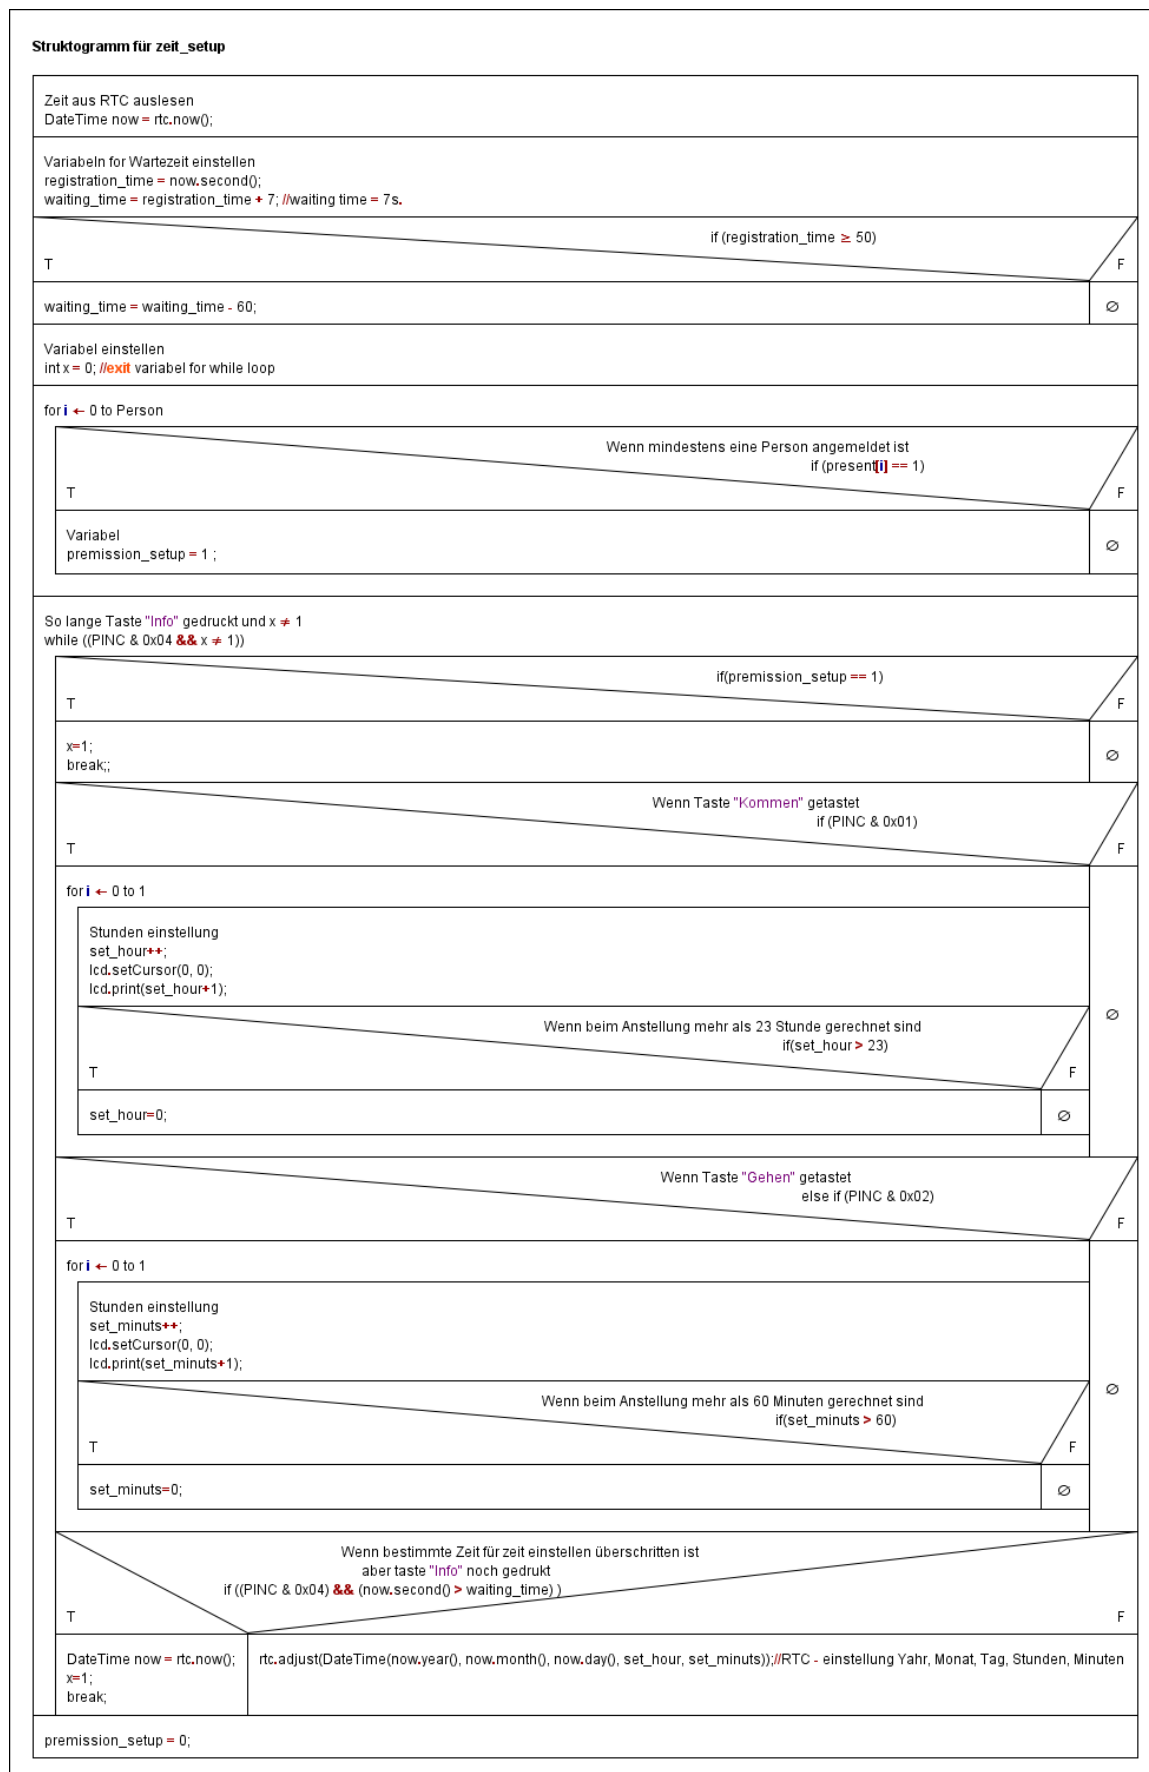 Struktogramm für zeit_setup
Zeit aus RTC auslesen
DateTime now = rtc.now();
Variabeln for Wartezeit einstellen
registration_time = now.second();
waiting_time = registration_time + 7; //waiting time = 7s.
if (registration_time ≥ 50)
T
F
waiting_time = waiting_time - 60;
∅
Variabel einstellen
int x = 0; //exit variabel for while loop
for i ← 0 to Person
Wenn mindestens eine Person angemeldet ist
if (present[i] == 1)
T
F
Variabel
premission_setup = 1 ;
∅
So lange Taste "Info" gedruckt und x ≠ 1
while ((PINC & 0x04 && x ≠ 1))
if(premission_setup == 1)
T
F
x=1;
break;;
∅
Wenn Taste "Kommen" getastet
if (PINC & 0x01)
T
F
for i ← 0 to 1
Stunden einstellung
set_hour++;
lcd.setCursor(0, 0);
lcd.print(set_hour+1);
∅
Wenn beim Anstellung mehr als 23 Stunde gerechnet sind
if(set_hour > 23)
T
F
set_hour=0;
∅
Wenn Taste "Gehen" getastet
else if (PINC & 0x02)
T
F
for i ← 0 to 1
Stunden einstellung
set_minuts++;
lcd.setCursor(0, 0);
lcd.print(set_minuts+1);
∅
Wenn beim Anstellung mehr als 60 Minuten gerechnet sind
if(set_minuts > 60)
T
F
set_minuts=0;
∅
Wenn bestimmte Zeit für zeit einstellen überschritten ist
aber taste "Info" noch gedrukt
if ((PINC & 0x04) && (now.second() > waiting_time) )
T
F
DateTime now = rtc.now();
x=1;
break;
rtc.adjust(DateTime(now.year(), now.month(), now.day(), set_hour, set_minuts));//RTC - einstellung Yahr, Monat, Tag, Stunden, Minuten
premission_setup = 0;